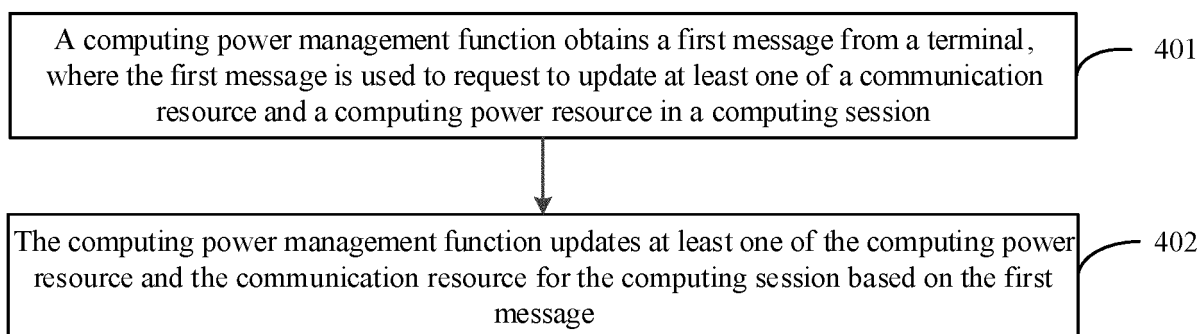 A computing power management function obtains a first message from a terminal,
where the first message is used to request to update at least one of a communication
resource and a computing power resource in a computing session
401
The computing power management function updates at least one of the computing power
resource and the communication resource for the computing session based on the first
message
402